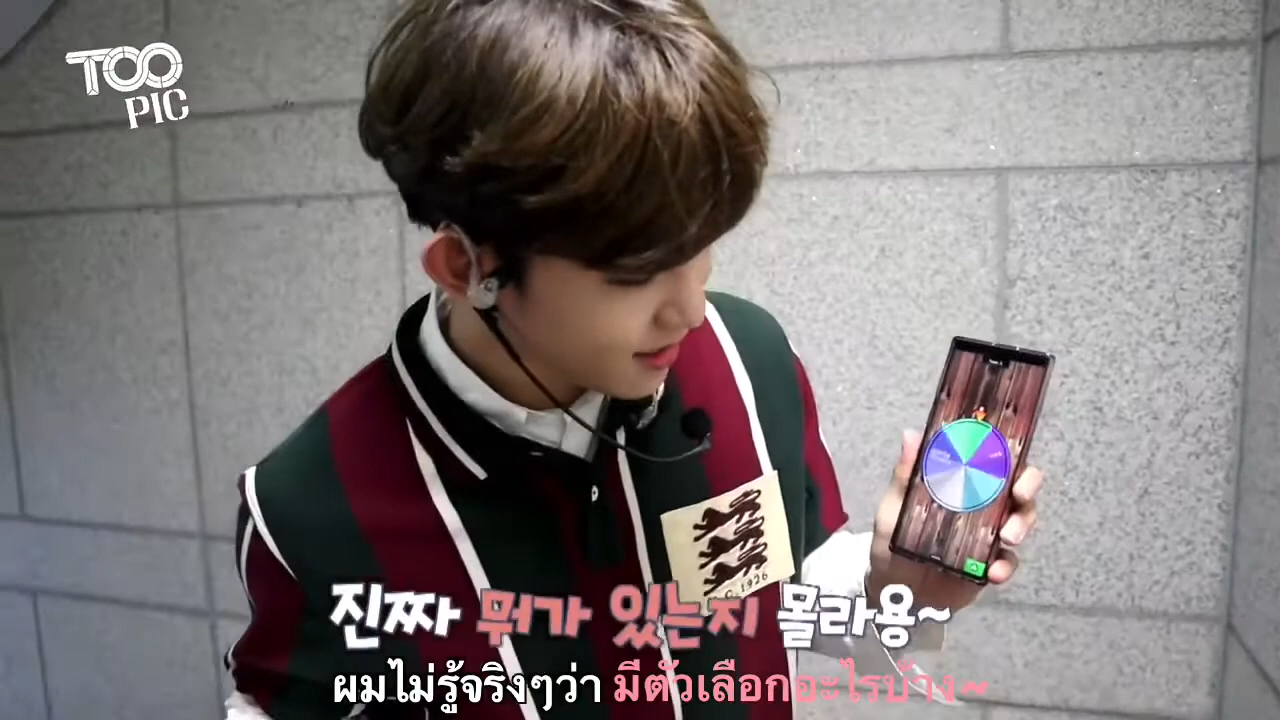 TOO
PIC
1926
진짜 뭐가 있는지 몰라용~
ผมไม่รู้จริงๆว่า มีตัวเลือกอะไรบ้าง~